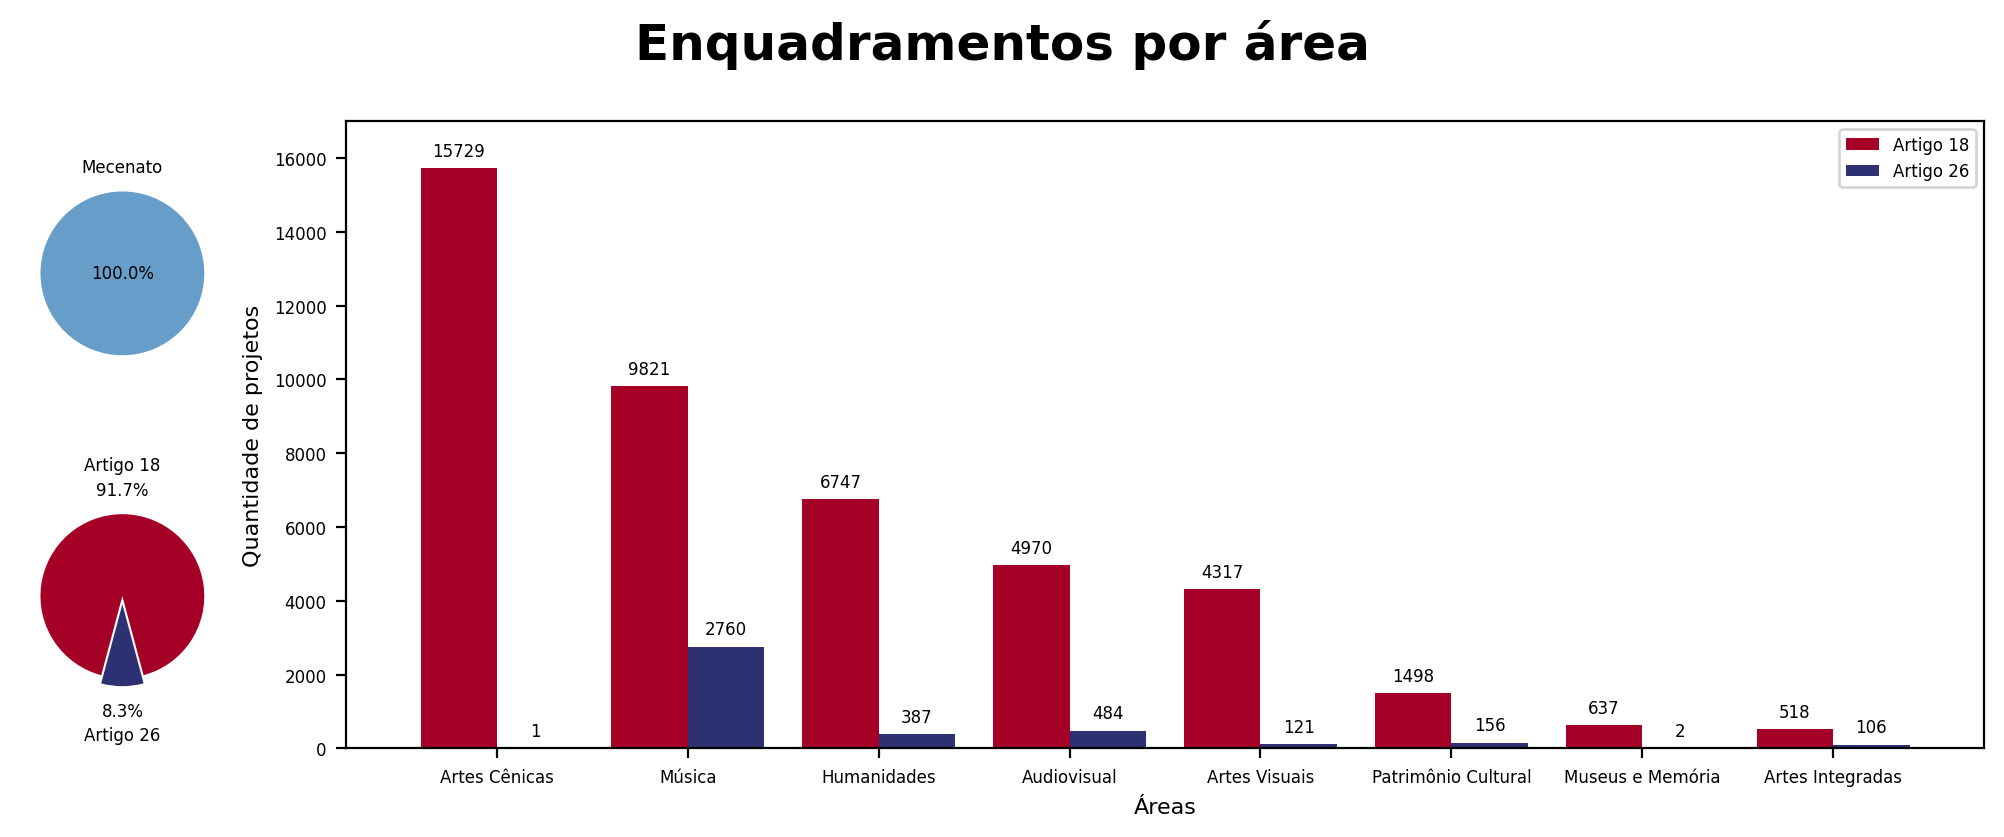 Enquadramentos por área
Mecenato
100.0%
Artigo 18
91.7%
8.3%
Artigo 26
Quantidade de projetos
16000
14000
12000
10000
8000
6000
4000
2000
0
15729
1
9821
2760
6747
387
4970
484
4317
121
1498
156
637
2
518
106
Artigo 18
Artigo 26
Artes Cênicas
Música
Humanidades
Audiovisual
Artes Visuais
Patrimônio Cultural
Museus e Memória
Artes Integradas
Áreas